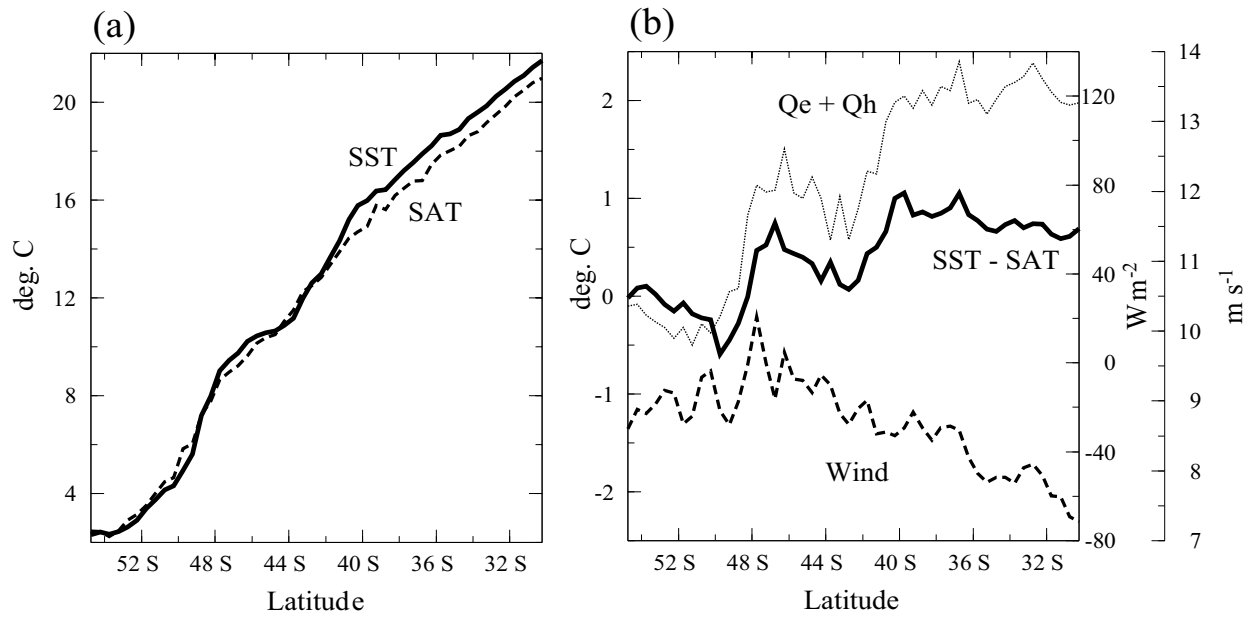 (a)
20
16
12
8
4
deg. C
SST
SAT
52 S 48 S 44 S 40 S 36 S 32 S
Latitude
(b)
2
1
0
-1
-2
deg. C
Qe + Qh
SST - SAT
Wind
52 S 48 S 44 S 40 S 36 S 32 S
Latitude
120
80
40
0
-40
-80
W m-2
14
13
12
11
10
9
8
7
m s-1